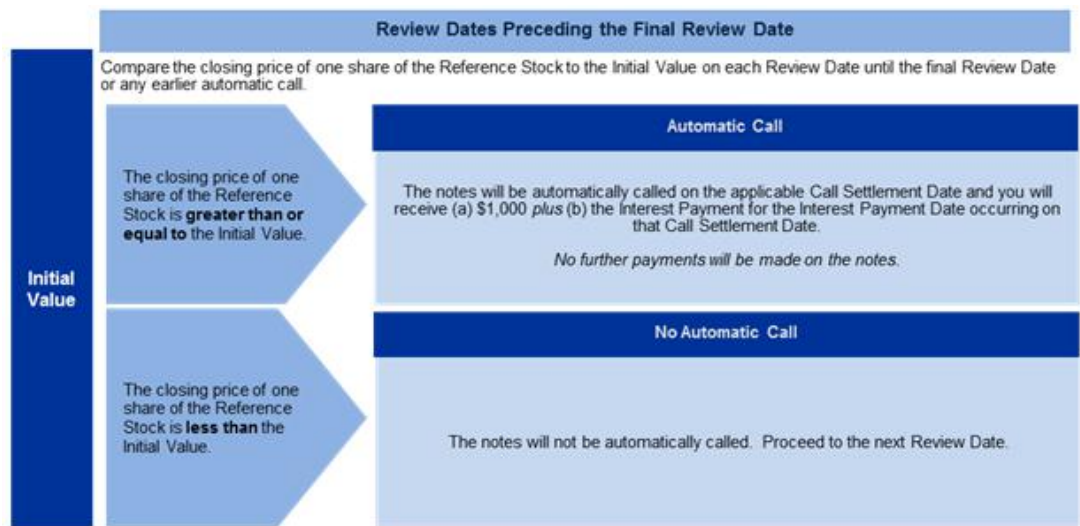 Review Dates Preceding the Final Review Date
Compare the closing price of one share of the Reference Stock to the Initial Value on each Review Date until the final Review Date
or any earlier automatic call.
Initial
Value
The closing price of one
share of the Reference
Stock is greater than or
equal to the Initial Value.
Automatic Call
The notes will be automatically called on the applicable Call Settlement Date and you will
receive (a) $1,000 plus (b) the Interest Payment for the Interest Payment Date occurring on
that Call Settlement Date.
No further payments will be made on the notes.
The closing price of one
share of the Reference
Stock is less than the
Initial Value.
No Automatic Call
The notes will not be automatically called. Proceed to the next Review Date.